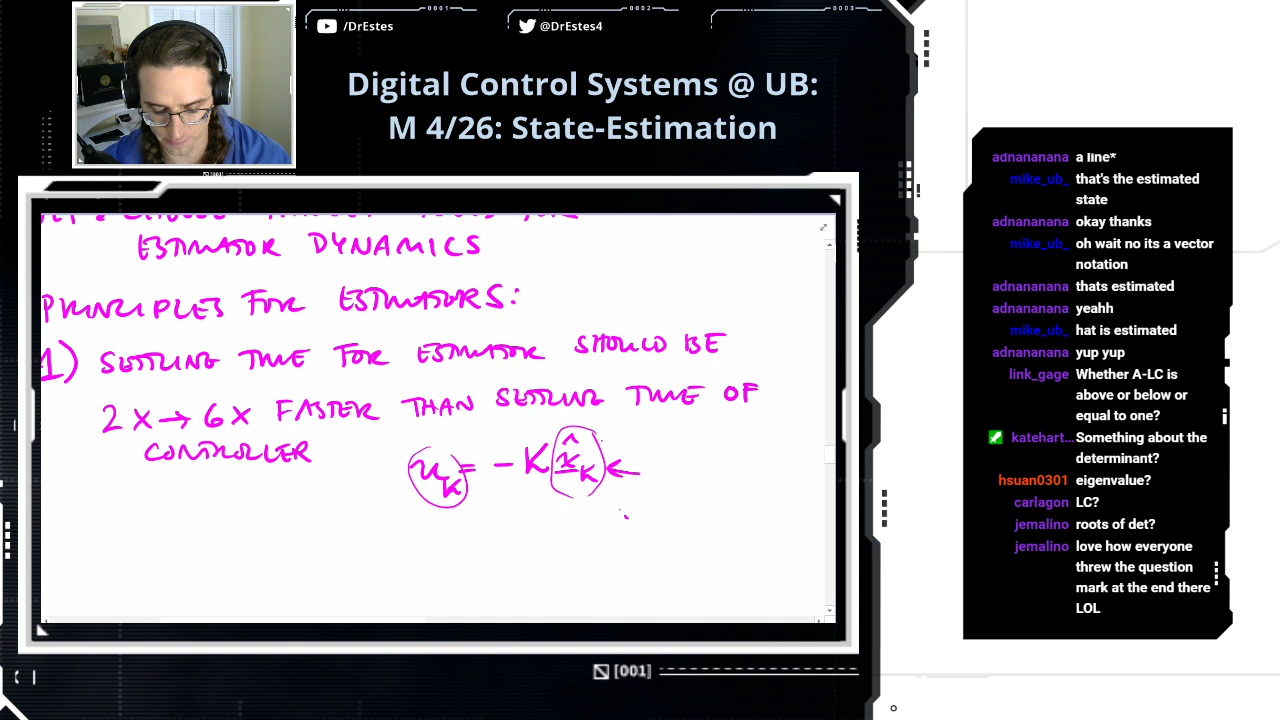 0001
0002
0003
/DrEstes
@DrEstes4
Digital Control Systems @ UB:
M 4/26: State-Estimation
ESTIMATOR DYNAMICS
PRINCIPLES FOR ESTIMATORS:
1) SETTLING TIME FOR ESTIMATOR SHOULD BE
2X → 6X FASTER THAN SETTLING TIME OF
CONTROLLER
u_k = -K x̂_k ←
[001]
[001]
adnananana a line*
mike_ub_ that's the estimated
state
adnananana okay thanks
mike_ub_ oh wait no its a vector
notation
adnananana thats estimated
adnananana yeahh
mike_ub_ hat is estimated
adnananana yup yup
link_gage Whether A-LC is
above or below or
equal to one?
katehart... Something about the
determinant?
hsuan0301 eigenvalue?
carlagon LC?
jemalino roots of det?
jemalino love how everyone
threw the question
mark at the end there
LOL